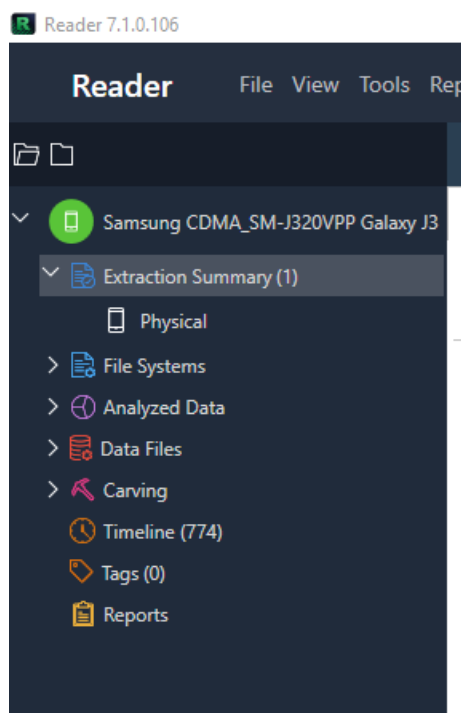 Reader 7.1.0.106
Reader File View Tools Rep
Samsung CDMA_SM-J320VPP Galaxy J3
Extraction Summary (1)
Physical
File Systems
Analyzed Data
Data Files
Carving
Timeline (774)
Tags (0)
Reports